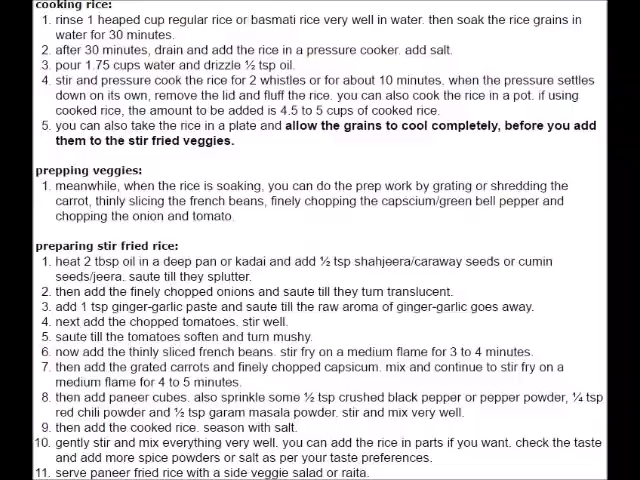 cooking rice:
1. rinse 1 heaped cup regular rice or basmati rice very well in water. then soak the rice grains in
water for 30 minutes.
2. after 30 minutes, drain and add the rice in a pressure cooker. add salt.
3. pour 1.75 cups water and drizzle ½ tsp oil.
4. stir and pressure cook the rice for 2 whistles or for about 10 minutes. when the pressure settles
down on its own, remove the lid and fluff the rice. you can also cook the rice in a pot. if using
cooked rice, the amount to be added is 4.5 to 5 cups of cooked rice.
5. you can also take the rice in a plate and allow the grains to cool completely, before you add
them to the stir fried veggies.
prepping veggies:
1. meanwhile, when the rice is soaking, you can do the prep work by grating or shredding the
carrot, thinly slicing the french beans, finely chopping the capscium/green bell pepper and
chopping the onion and tomato.
preparing stir fried rice:
1. heat 2 tbsp oil in a deep pan or kadai and add ½ tsp shahjeera/caraway seeds or cumin
seeds/jeera. saute till they splutter.
2. then add the finely chopped onions and saute till they turn translucent.
3. add 1 tsp ginger-garlic paste and saute till the raw aroma of ginger-garlic goes away.
4. next add the chopped tomatoes. stir well.
5. saute till the tomatoes soften and turn mushy.
6. now add the thinly sliced french beans. stir fry on a medium flame for 3 to 4 minutes.
7. then add the grated carrots and finely chopped capsicum. mix and continue to stir fry on a
medium flame for 4 to 5 minutes.
8. then add paneer cubes. also sprinkle some ½ tsp crushed black pepper or pepper powder, ¼ tsp
red chili powder and ½ tsp garam masala powder. stir and mix very well.
9. then add the cooked rice. season with salt.
10. gently stir and mix everything very well. you can add the rice in parts if you want. check the taste
and add more spice powders or salt as per your taste preferences.
11. serve paneer fried rice with a side veggie salad or raita.